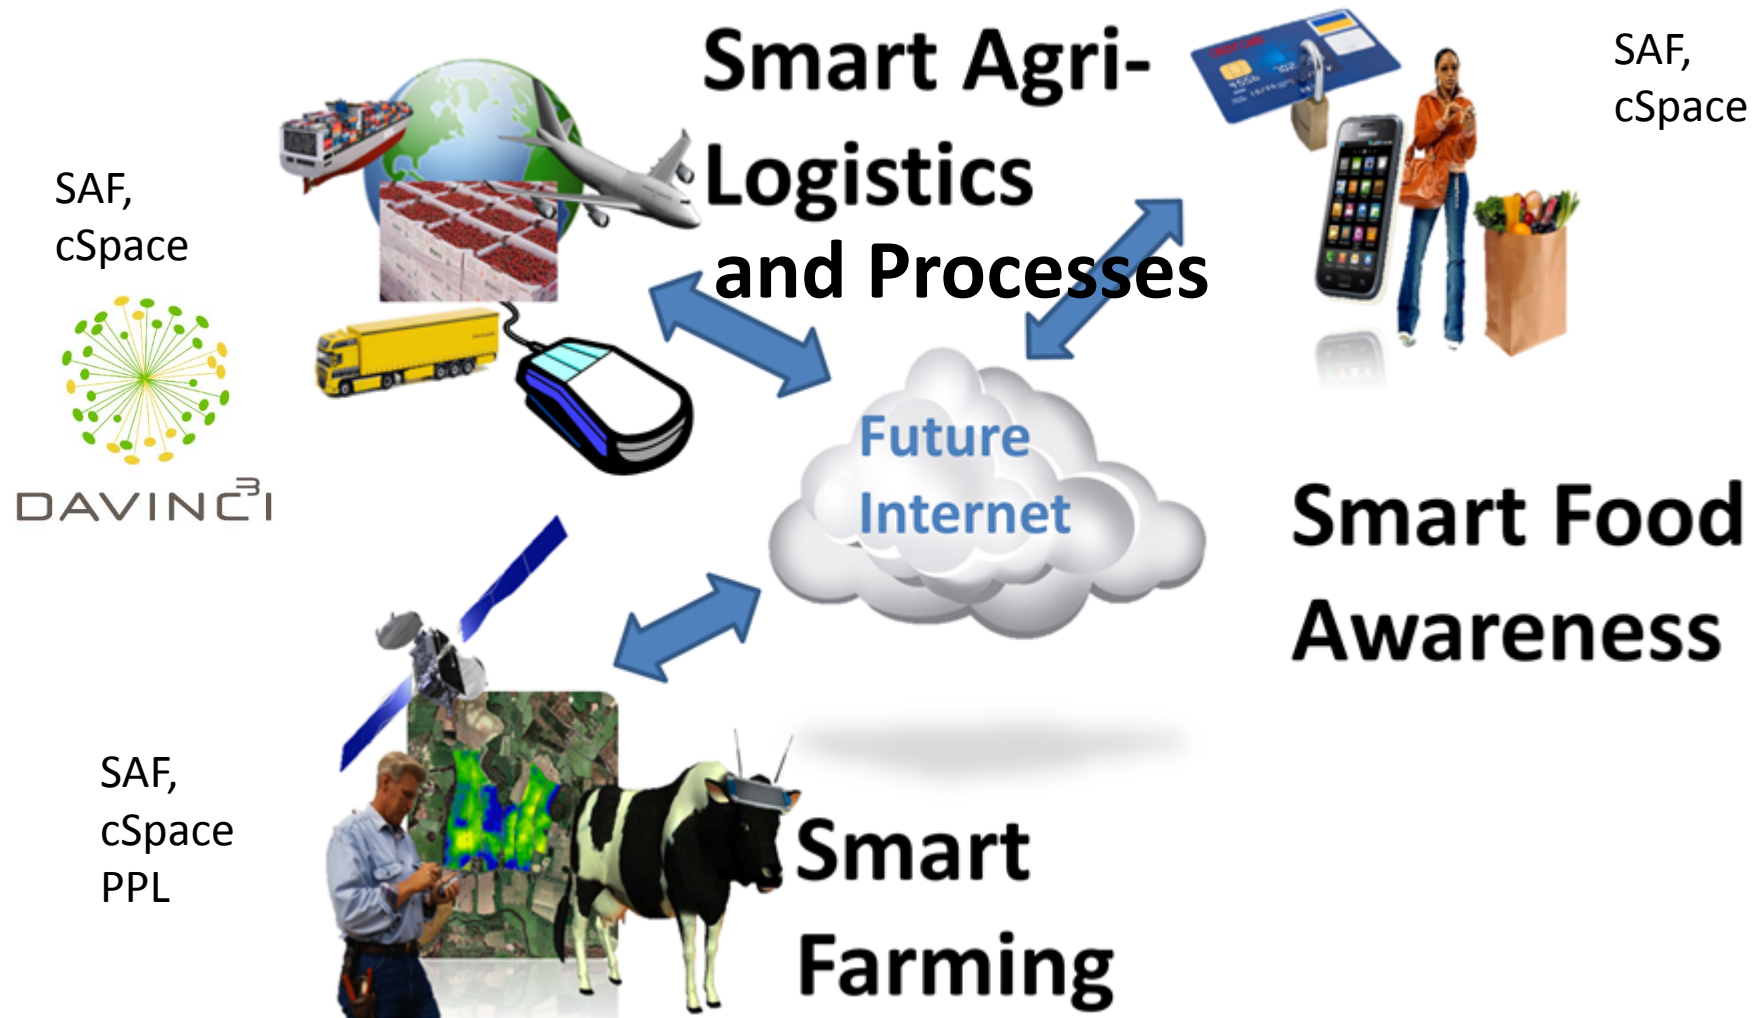 Smart Agri-
Logistics
and Processes
SAF,
cSpace
SAF,
cSpace
DAVINC3I
Future
Internet
Smart Food
Awareness
SAF,
cSpace
PPL
Smart
Farming